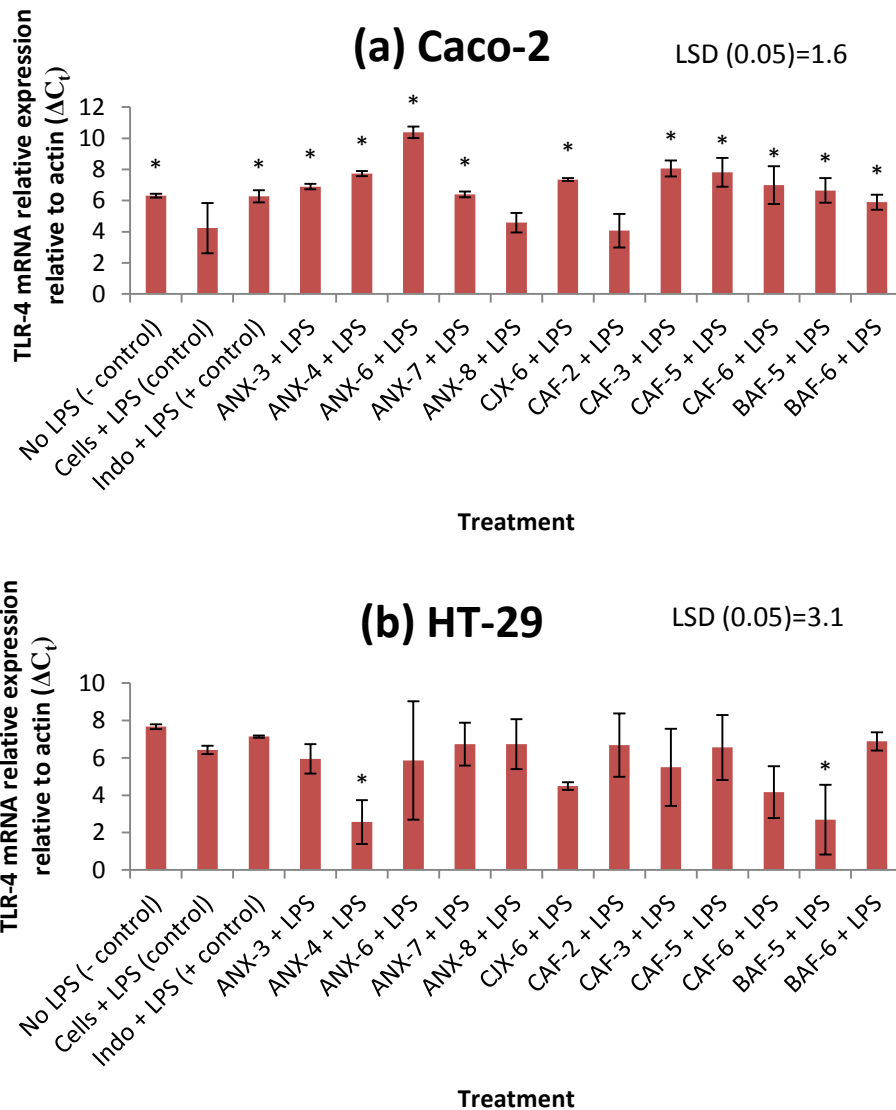 (a) Caco-2
LSD (0.05)=1.6
TLR-4 mRNA relative expression
relative to actin (ΔCt)
12
10
8
6
4
2
0
* * * * * * * * * * * *
No LPS (- control)
Cells + LPS (control)
Indo + LPS (+ control)
ANX-3 + LPS
ANX-4 + LPS
ANX-6 + LPS
ANX-7 + LPS
ANX-8 + LPS
CJX-6 + LPS
CAF-2 + LPS
CAF-3 + LPS
CAF-5 + LPS
CAF-6 + LPS
BAF-5 + LPS
BAF-6 + LPS
Treatment
(b) HT-29
LSD (0.05)=3.1
TLR-4 mRNA relative expression
relative to actin (ΔCt)
10
8
6
4
2
0
* *
No LPS (- control)
Cells + LPS (control)
Indo + LPS (+ control)
ANX-3 + LPS
ANX-4 + LPS
ANX-6 + LPS
ANX-7 + LPS
ANX-8 + LPS
CJX-6 + LPS
CAF-2 + LPS
CAF-3 + LPS
CAF-5 + LPS
CAF-6 + LPS
BAF-5 + LPS
BAF-6 + LPS
Treatment